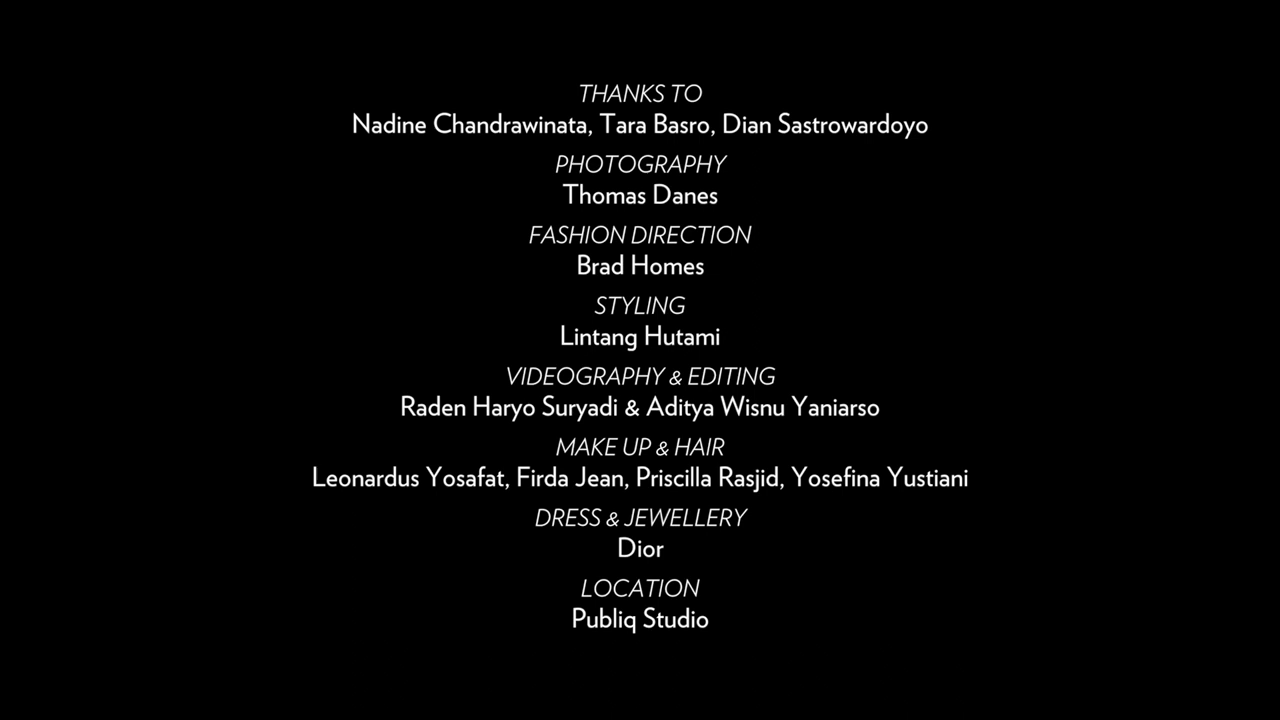 THANKS TO
Nadine Chandrawinata, Tara Basro, Dian Sastrowardoyo
PHOTOGRAPHY
Thomas Danes
FASHION DIRECTION
Brad Homes
STYLING
Lintang Hutami
VIDEOGRAPHY & EDITING
Raden Haryo Suryadi & Aditya Wisnu Yaniarso
MAKE UP & HAIR
Leonardus Yosafat, Firda Jean, Priscilla Rasjid, Yosefina Yustiani
DRESS & JEWELLERY
Dior
LOCATION
Publiq Studio